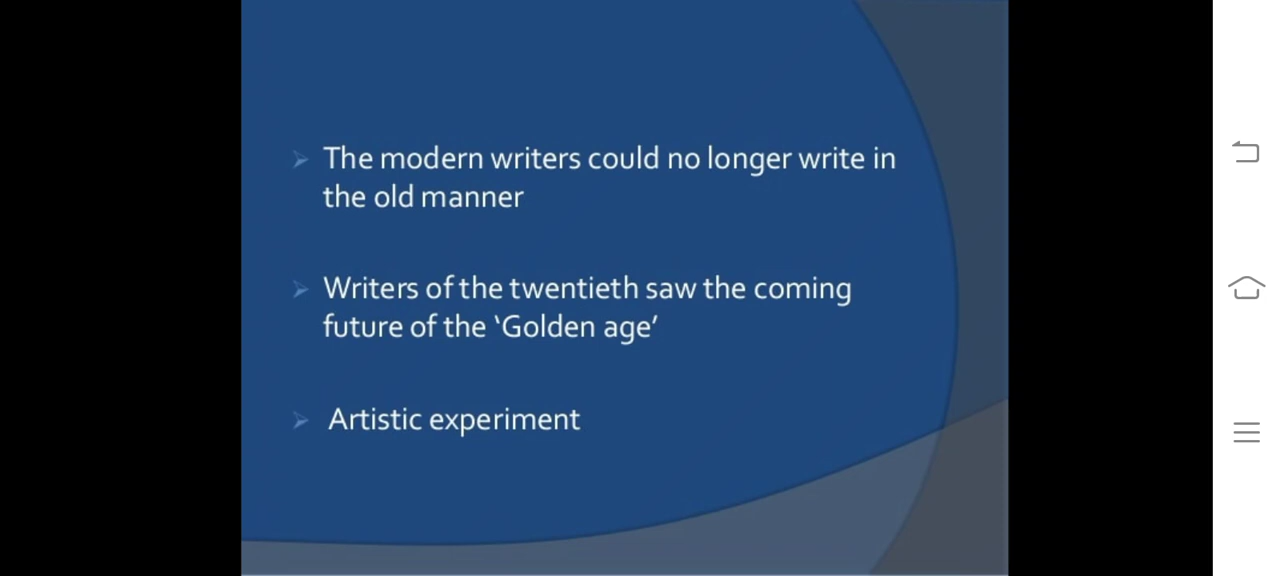 The modern writers could no longer write in
the old manner
Writers of the twentieth saw the coming
future of the ‘Golden age’
Artistic experiment